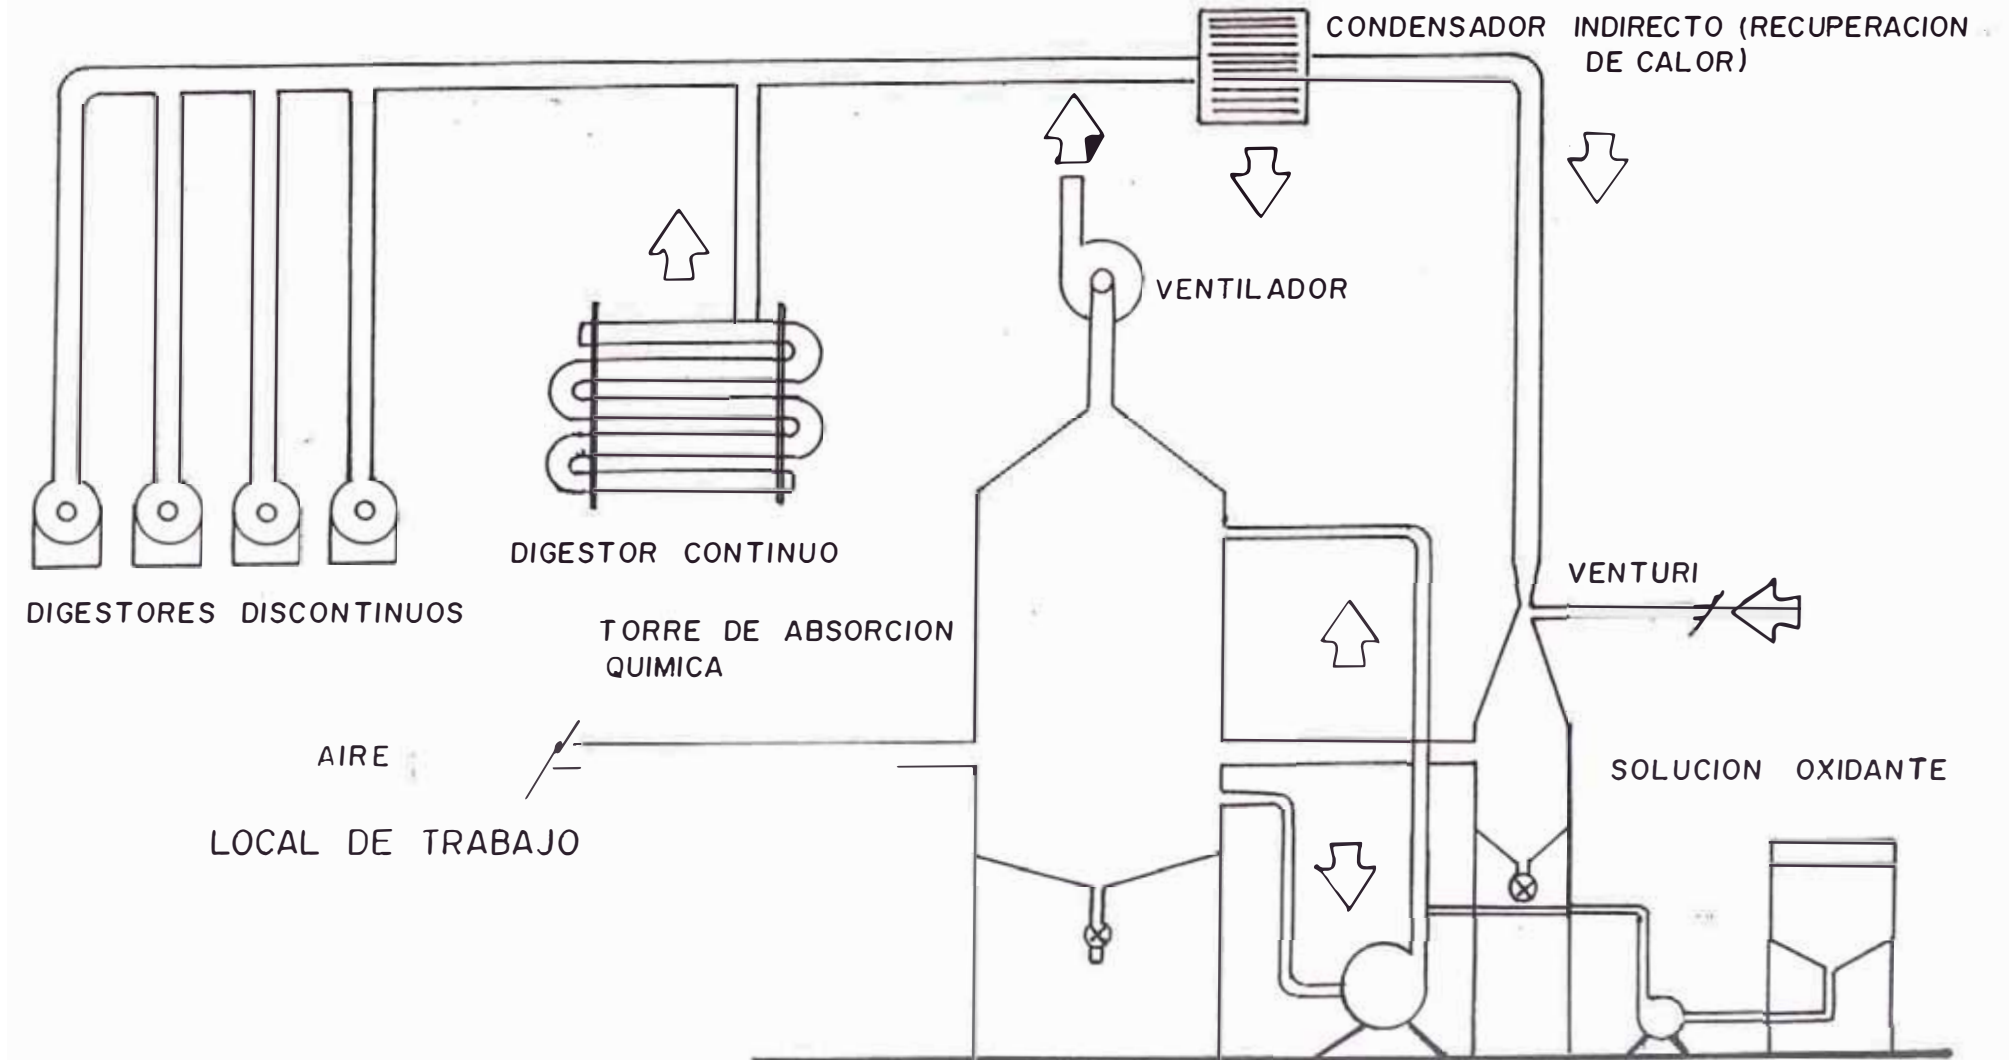 CONDENSADOR INDIRECTO (RECUPERACION
DE CALOR)
VENTILADOR
DIGESTOR CONTINUO
VENTURI
DIGESTORES DISCONTINUOS
TORRE DE ABSORCION
QUIMICA
AIRE
SOLUCION OXIDANTE
LOCAL DE TRABAJO